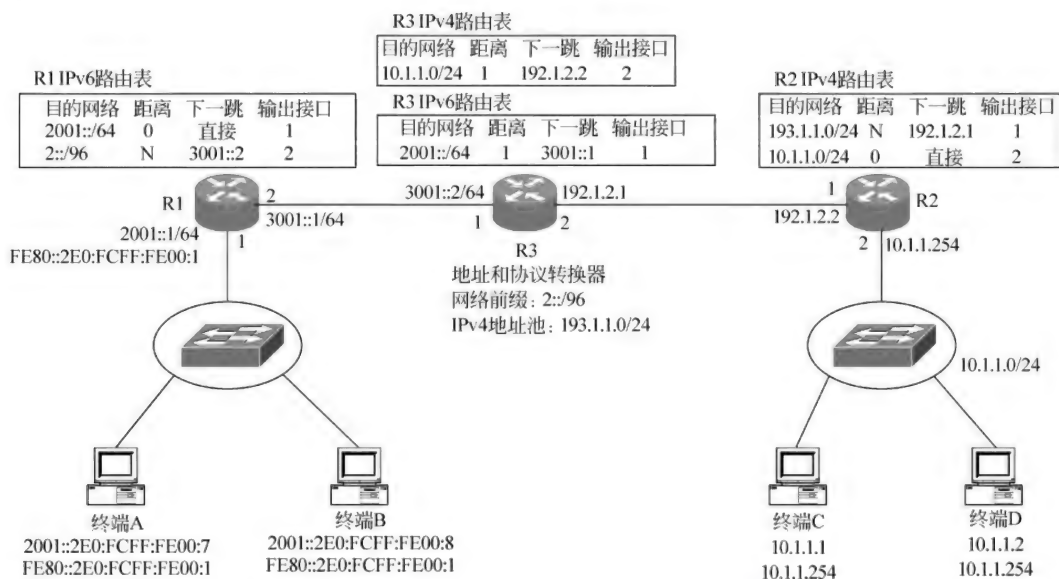 R3 IPv4路由表
目的网络 距离 下一跳 输出接口
10.1.1.0/24 1 192.1.2.2 2
R1 IPv6路由表
目的网络 距离 下一跳 输出接口
2001::/64 0 直接 1
2::/96 N 3001::2 2
R3 IPv6路由表
目的网络 距离 下一跳 输出接口
2001::/64 1 3001::1 1
R2 IPv4路由表
目的网络 距离 下一跳 输出接口
193.1.1.0/24 N 192.1.2.1 1
10.1.1.0/24 0 直接 2
R1
2
3001::1/64
2001::1/64
1
FE80::2E0:FCFF:FE00:1
3001::2/64
192.1.2.1
1
2
R3
地址和协议转换器
网络前缀：2::/96
IPv4地址池：193.1.1.0/24
1
R2
192.1.2.2
2
10.1.1.254
10.1.1.0/24
终端A
2001::2E0:FCFF:FE00:7
FE80::2E0:FCFF:FE00:1
终端B
2001::2E0:FCFF:FE00:8
FE80::2E0:FCFF:FE00:1
终端C
10.1.1.1
10.1.1.254
终端D
10.1.1.2
10.1.1.254